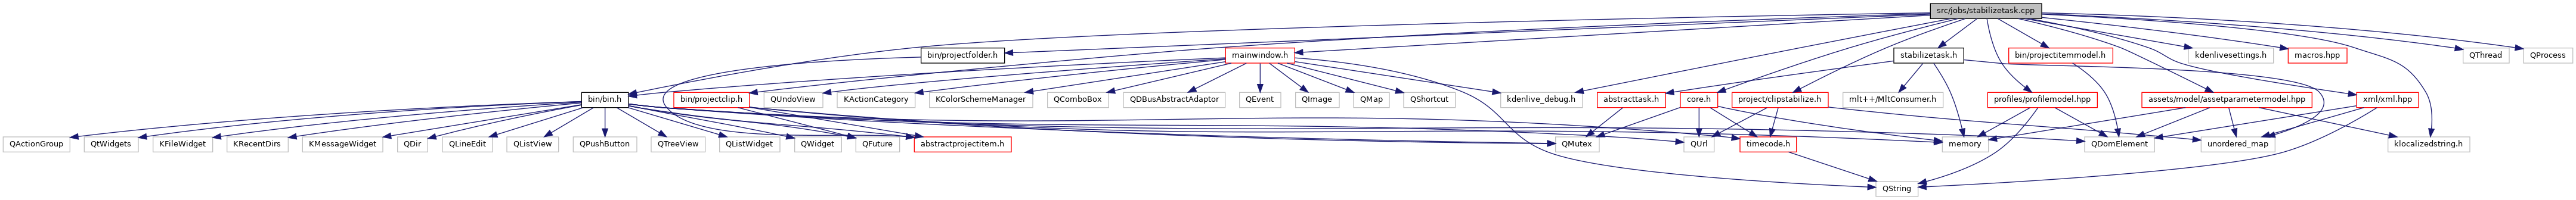 src/jobs/stabilizetask.cpp
bin/projectfolder.h
mainwindow.h
stabilizetask.h
bin/projectitemmodel.h
kdenlivesettings.h
macros.hpp
QThread
QProcess
bin/bin.h
bin/projectclip.h
QUndoView
KActionCategory
KColorSchemeManager
QComboBox
QDBusAbstractAdaptor
QEvent
QImage
QMap
QShortcut
kdenlive_debug.h
abstracttask.h
core.h
project/clipstabilize.h
mlt++/MltConsumer.h
profiles/profilemodel.hpp
assets/model/assetparametermodel.hpp
xml/xml.hpp
QActionGroup
QtWidgets
KFileWidget
KRecentDirs
KMessageWidget
QDir
QLineEdit
QListView
QPushButton
QTreeView
QListWidget
QWidget
QFuture
abstractprojectitem.h
QMutex
QUrl
timecode.h
memory
QDomElement
unordered_map
klocalizedstring.h
QString